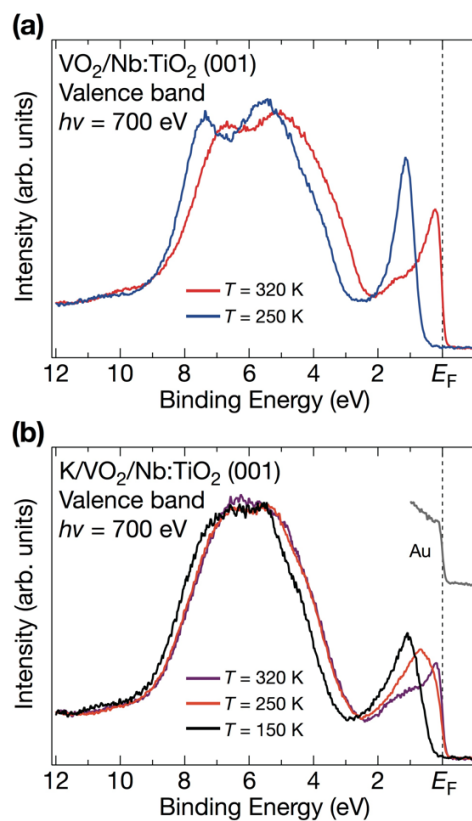 (a)
VO₂/Nb:TiO₂ (001)
Valence band
hν = 700 eV
Intensity (arb. units)
T = 320 K
T = 250 K
12 10 8 6 4 2 EF
Binding Energy (eV)
(b)
K/VO₂/Nb:TiO₂ (001)
Valence band
hν = 700 eV
Au
Intensity (arb. units)
T = 320 K
T = 250 K
T = 150 K
12 10 8 6 4 2 EF
Binding Energy (eV)